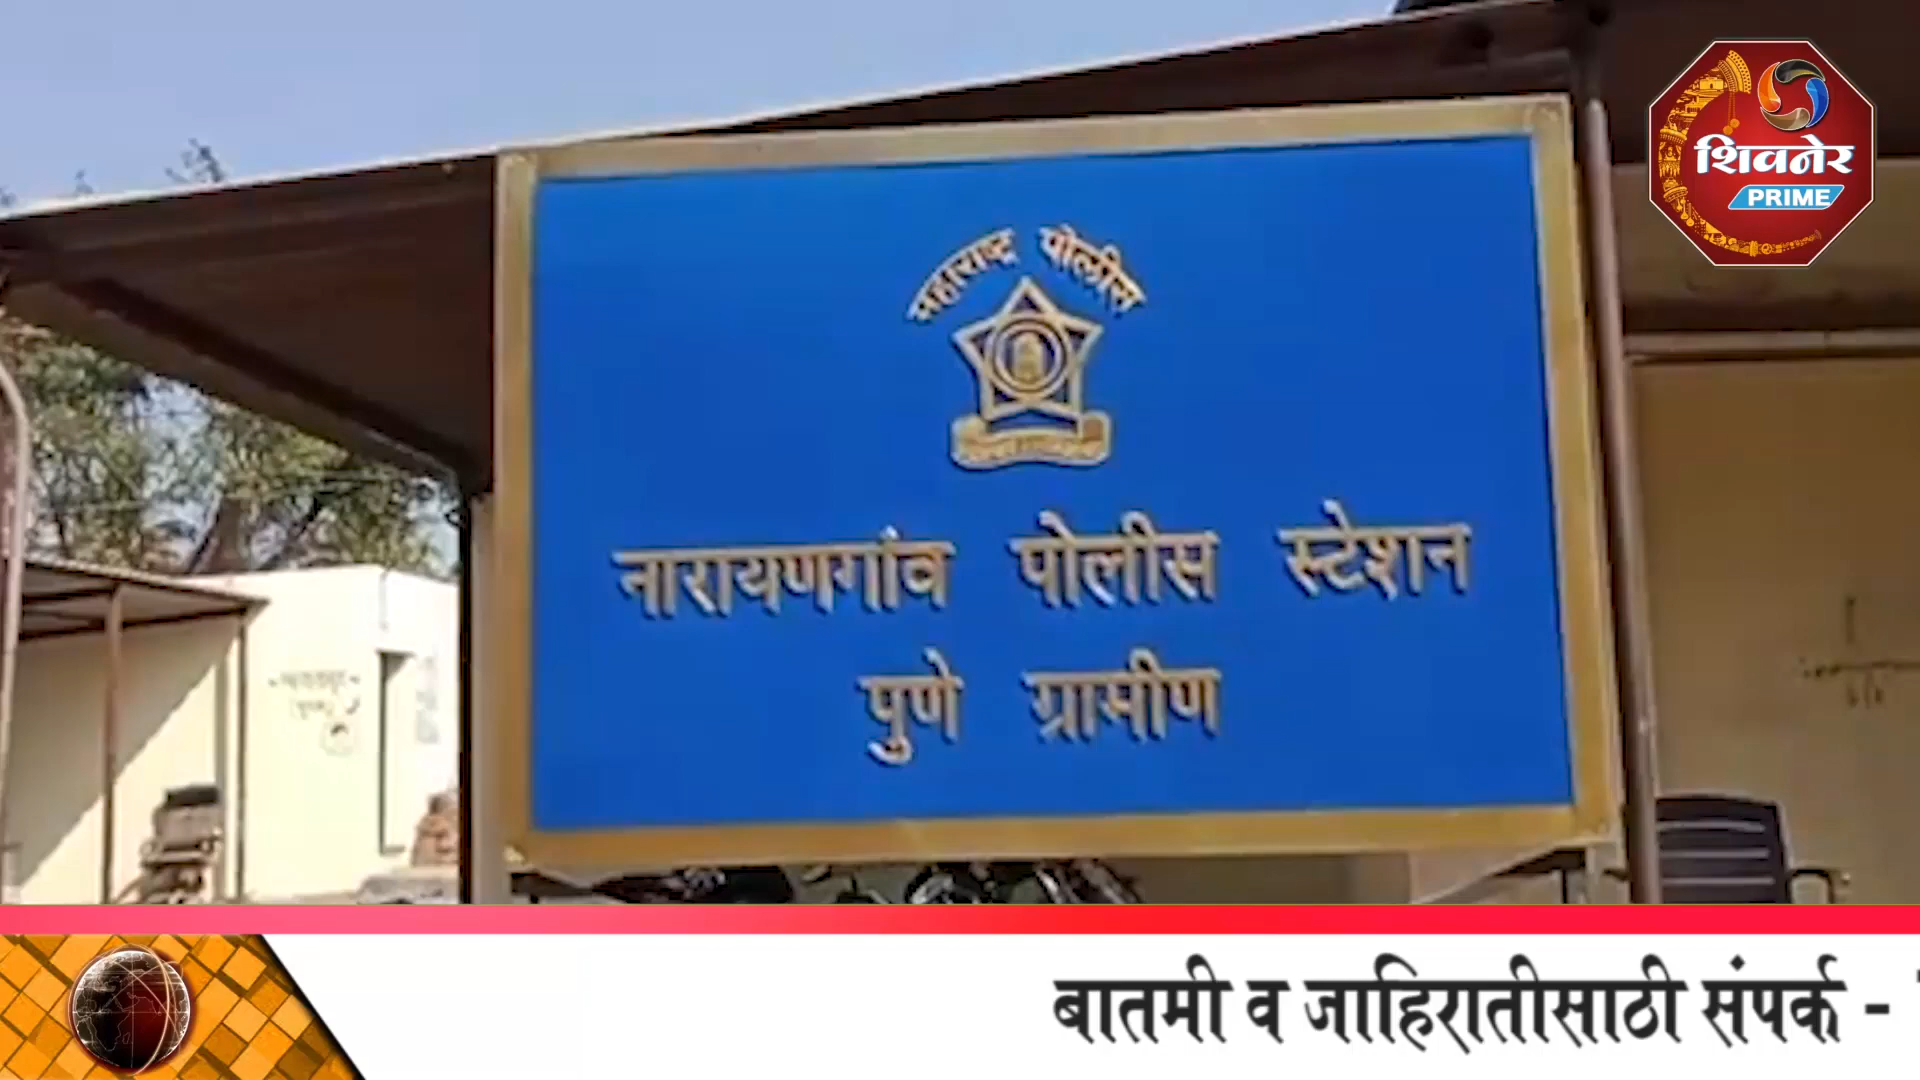 शिवनेर
PRIME
महाराष्ट्र पोलीस
नारायणगांव पोलीस स्टेशन
पुणे ग्रामीण
बातमी व जाहिरातीसाठी संपर्क -